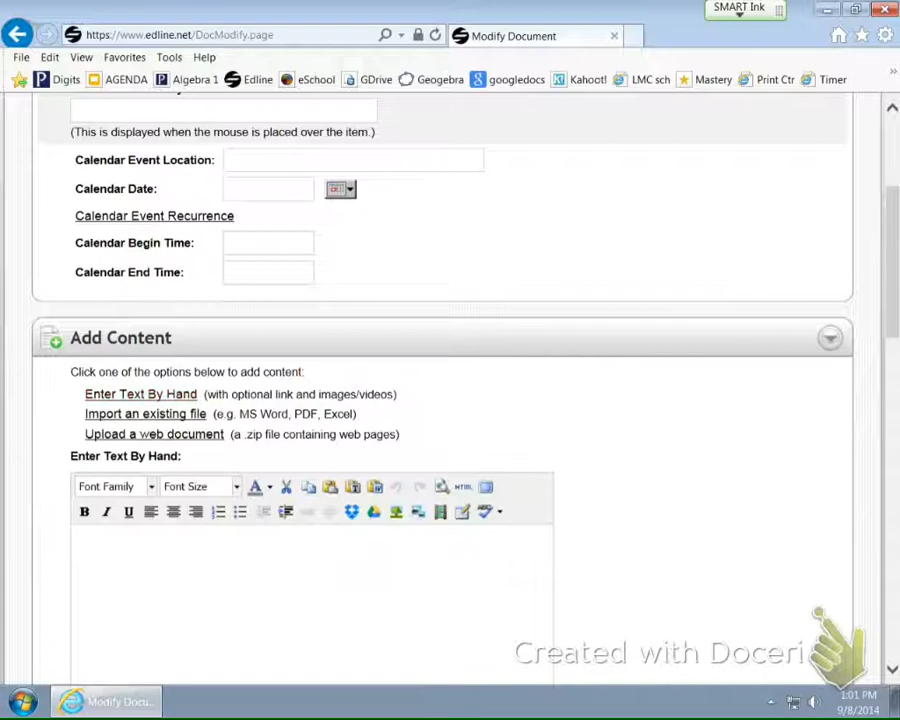 SMART Ink
https://www.edline.net/DocModify.page
Modify Document
File Edit View Favorites Tools Help
Digits AGENDA Algebra 1 Edline eSchool GDrive Geogebra googledocs Kahoot! LMC sch Mastery Print Ctr Timer
(This is displayed when the mouse is placed over the item.)
Calendar Event Location:
Calendar Date:
Calendar Event Recurrence
Calendar Begin Time:
Calendar End Time:
Add Content
Click one of the options below to add content:
Enter Text By Hand (with optional link and images/videos)
Import an existing file (e.g. MS Word, PDF, Excel)
Upload a web document (a .zip file containing web pages)
Enter Text By Hand:
Font Family Font Size A HTML
B I U
Created with Doceri
1:01 PM
Modify Docu...
9/8/2014